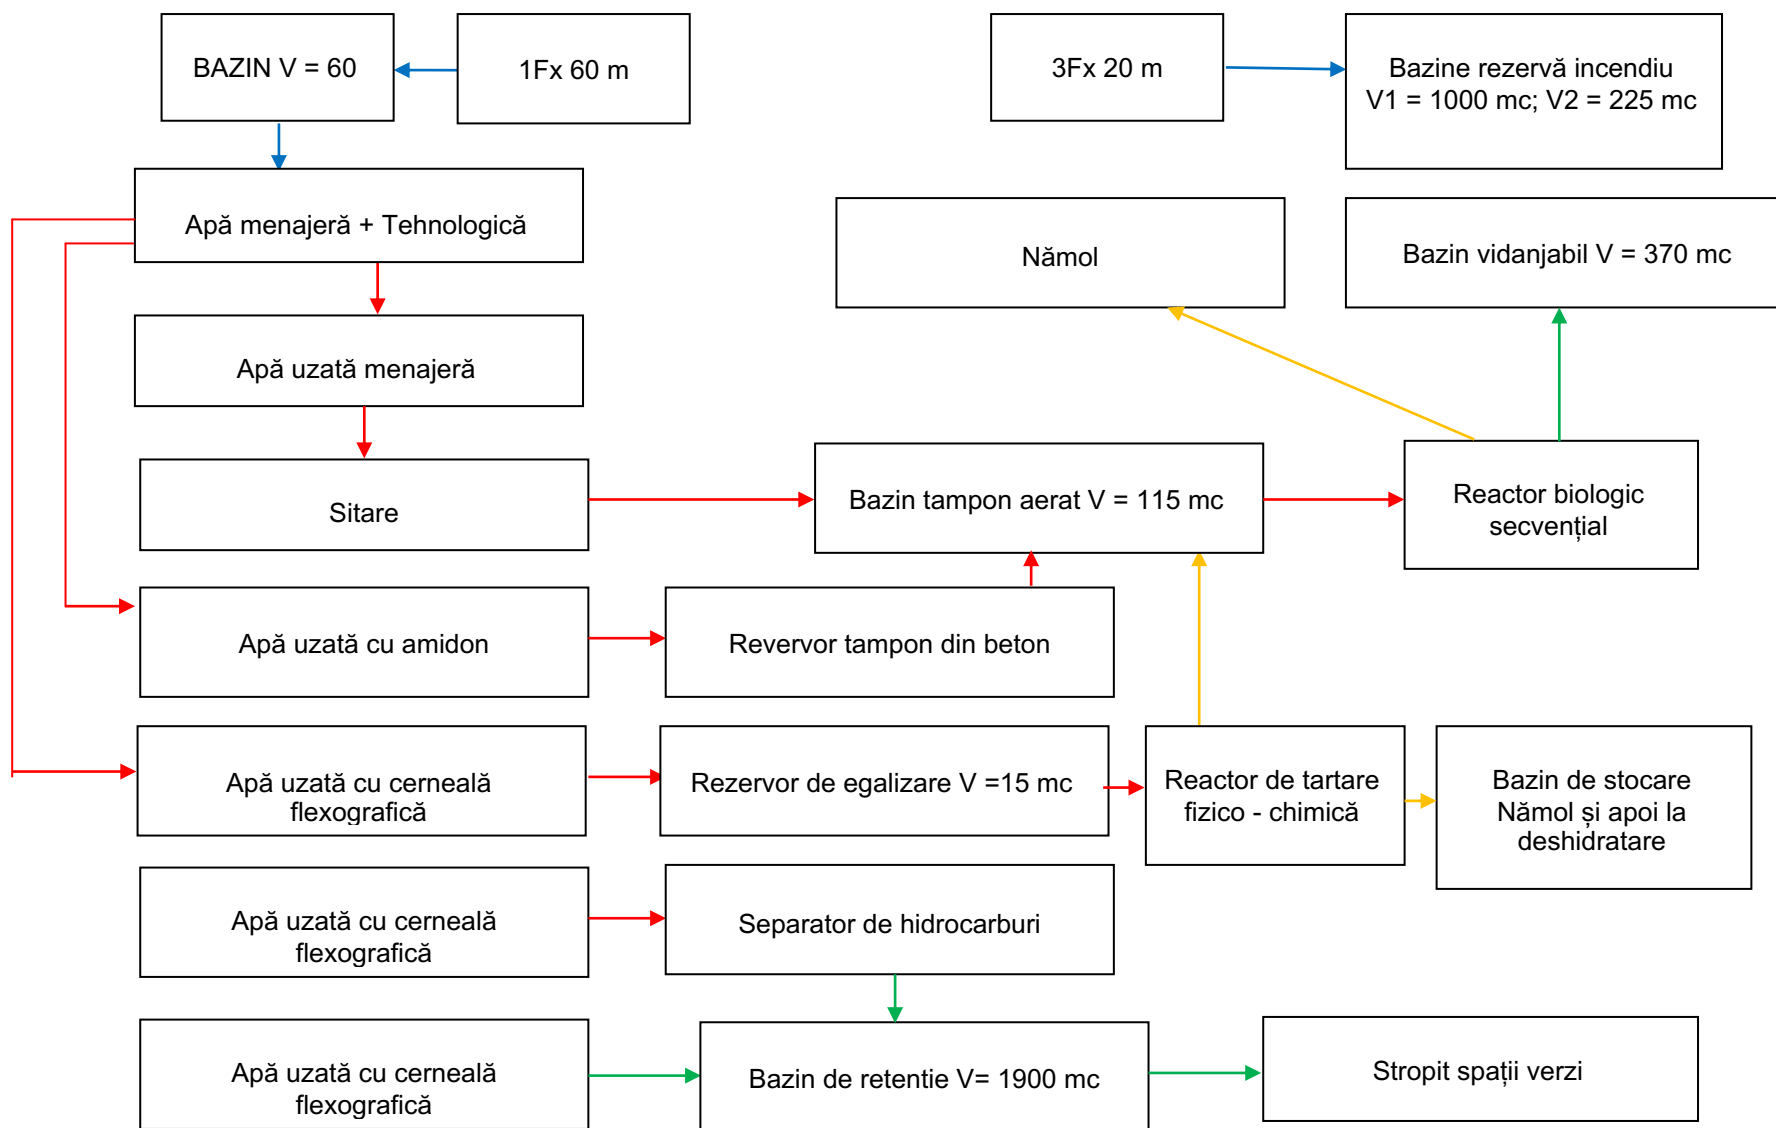 BAZIN V = 60
1Fx 60 m
3Fx 20 m
Bazine rezervă incendiu
V1 = 1000 mc; V2 = 225 mc
Apă menajeră + Tehnologică
Nămol
Bazin vidanjabil V = 370 mc
Apă uzată menajeră
Sitare
Bazin tampon aerat V = 115 mc
Reactor biologic
secvențial
Apă uzată cu amidon
Revervor tampon din beton
Apă uzată cu cerneală
flexografică
Rezervor de egalizare V =15 mc
Reactor de tartare
fizico - chimică
Bazin de stocare
Nămol și apoi la
deshidratare
Apă uzată cu cerneală
flexografică
Separator de hidrocarburi
Apă uzată cu cerneală
flexografică
Bazin de retentie V= 1900 mc
Stropit spații verzi